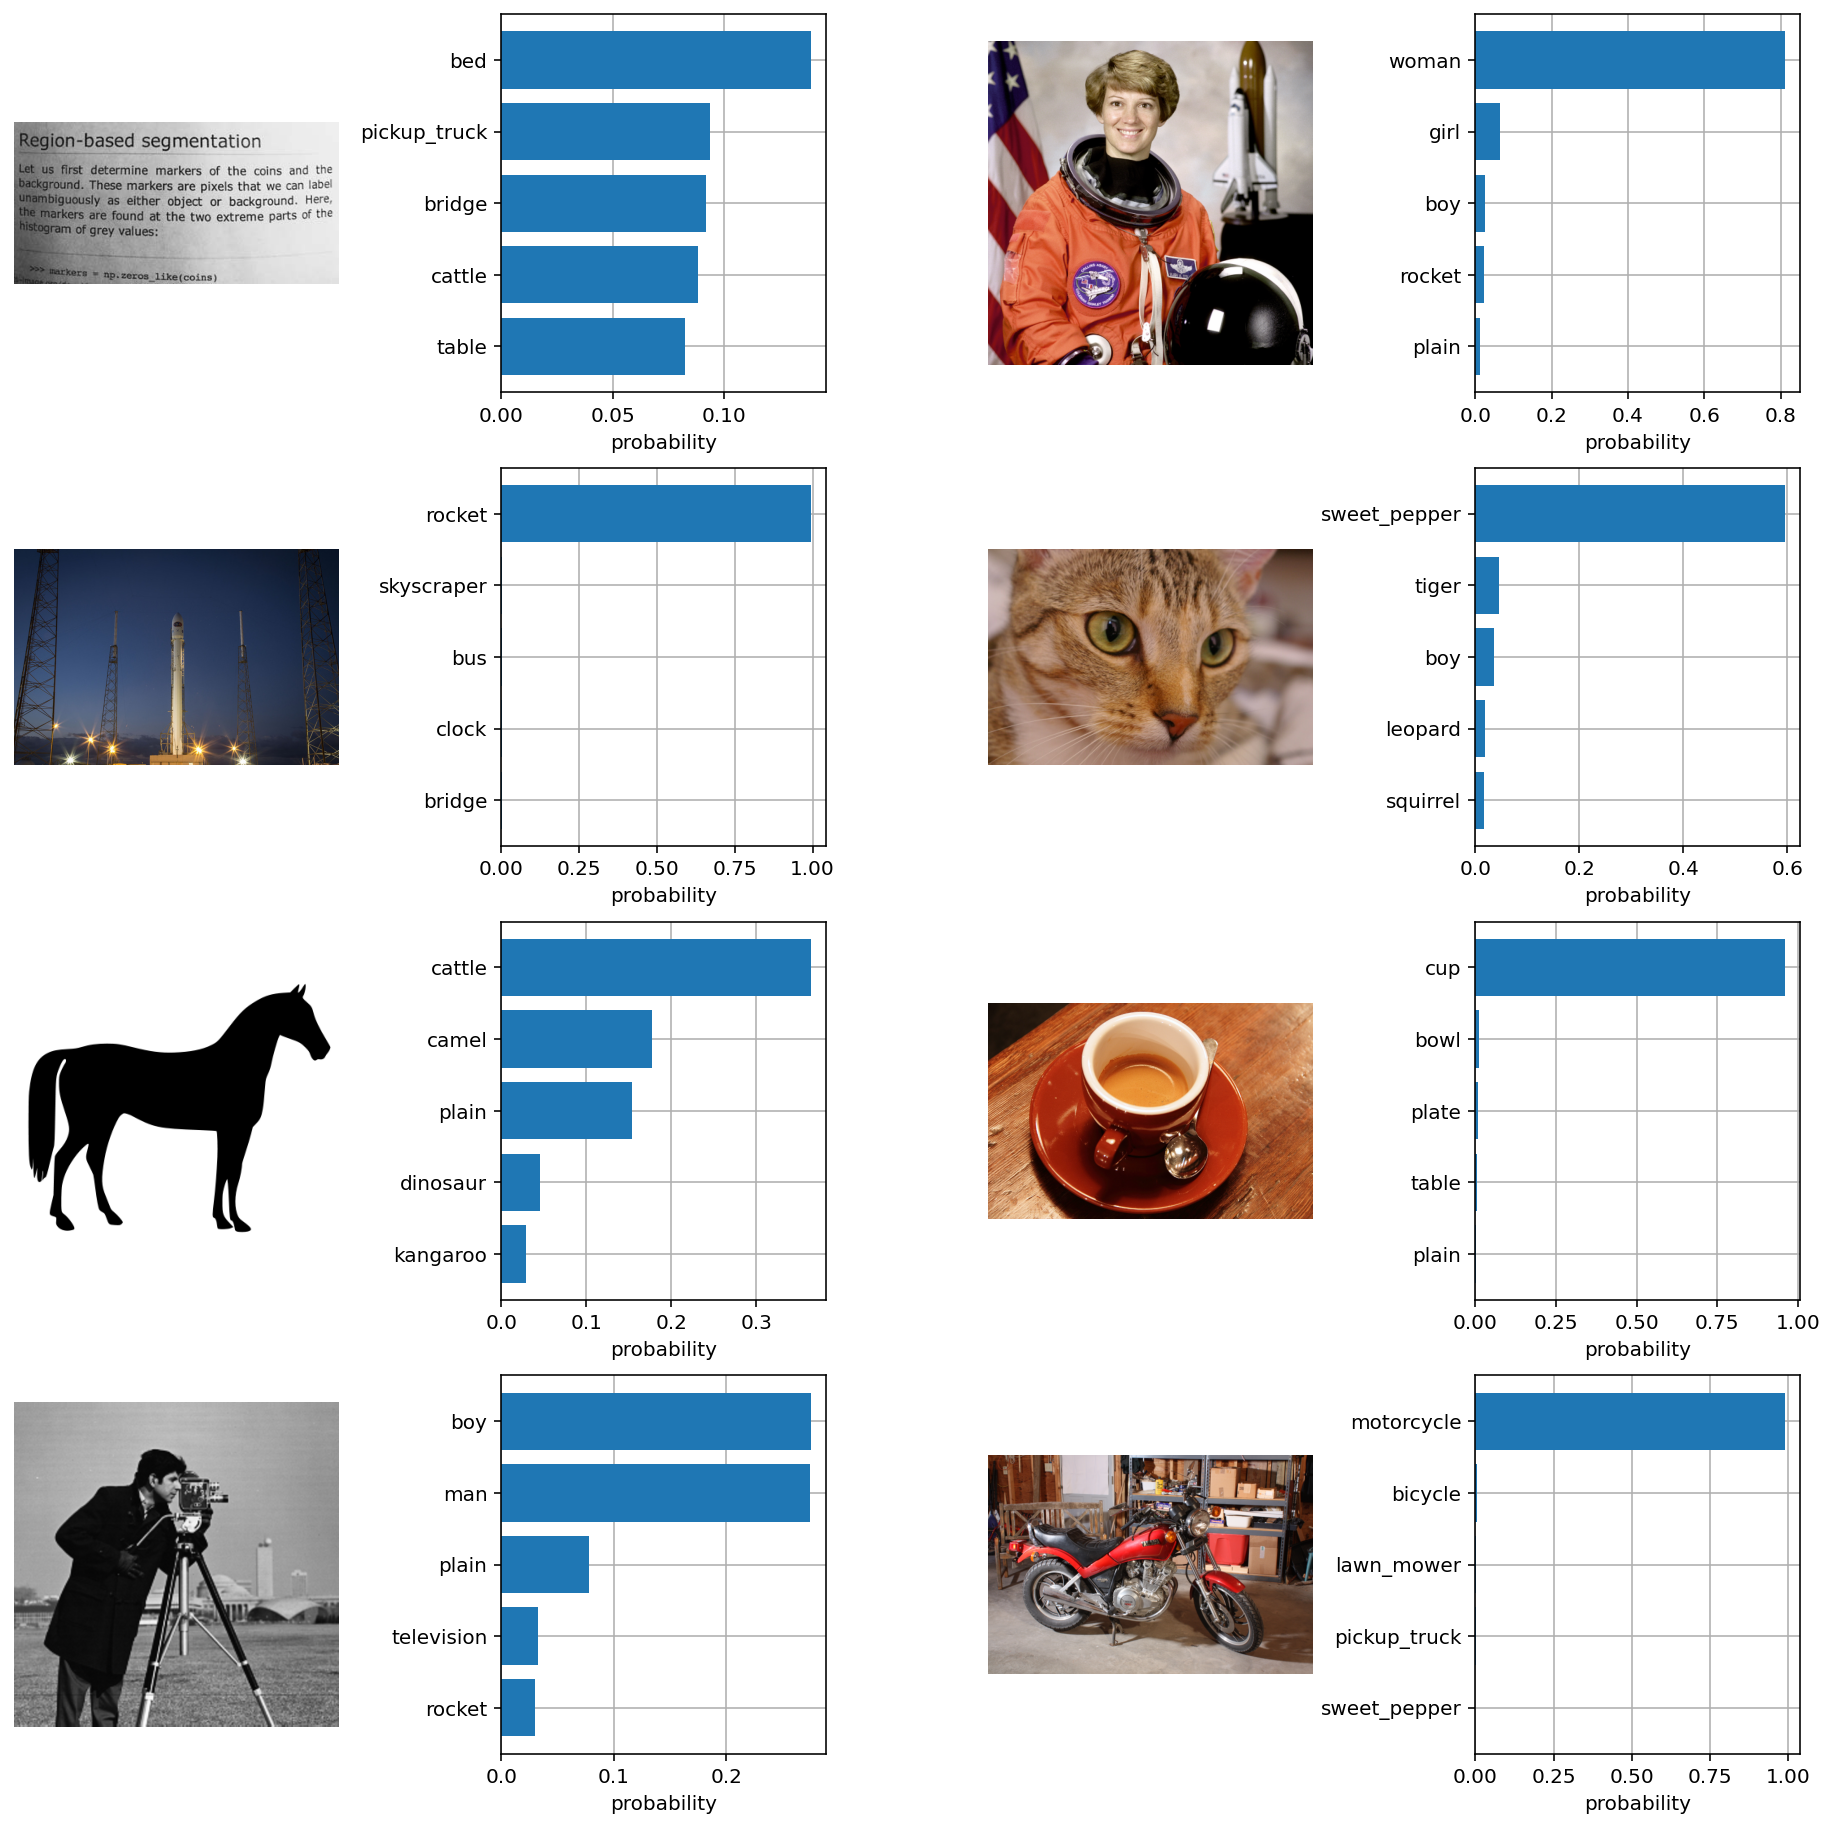 Region-based segmentation
Let us first determine markers of the coins and the
background. These markers are pixels that we can label
unambiguously as either object or background. Here,
the markers are found at the two extreme parts of the
histogram of grey values:
>>> markers = np.zeros_like(coins)
bed
pickup_truck
bridge
cattle
table
0.00 0.05 0.10
probability
woman
girl
boy
rocket
plain
0.0 0.2 0.4 0.6 0.8
probability
rocket
skyscraper
bus
clock
bridge
0.00 0.25 0.50 0.75 1.00
probability
sweet_pepper
tiger
boy
leopard
squirrel
0.0 0.2 0.4 0.6
probability
cattle
camel
plain
dinosaur
kangaroo
0.0 0.1 0.2 0.3
probability
cup
bowl
plate
table
plain
0.00 0.25 0.50 0.75 1.00
probability
boy
man
plain
television
rocket
0.0 0.1 0.2
probability
motorcycle
bicycle
lawn_mower
pickup_truck
sweet_pepper
0.00 0.25 0.50 0.75 1.00
probability